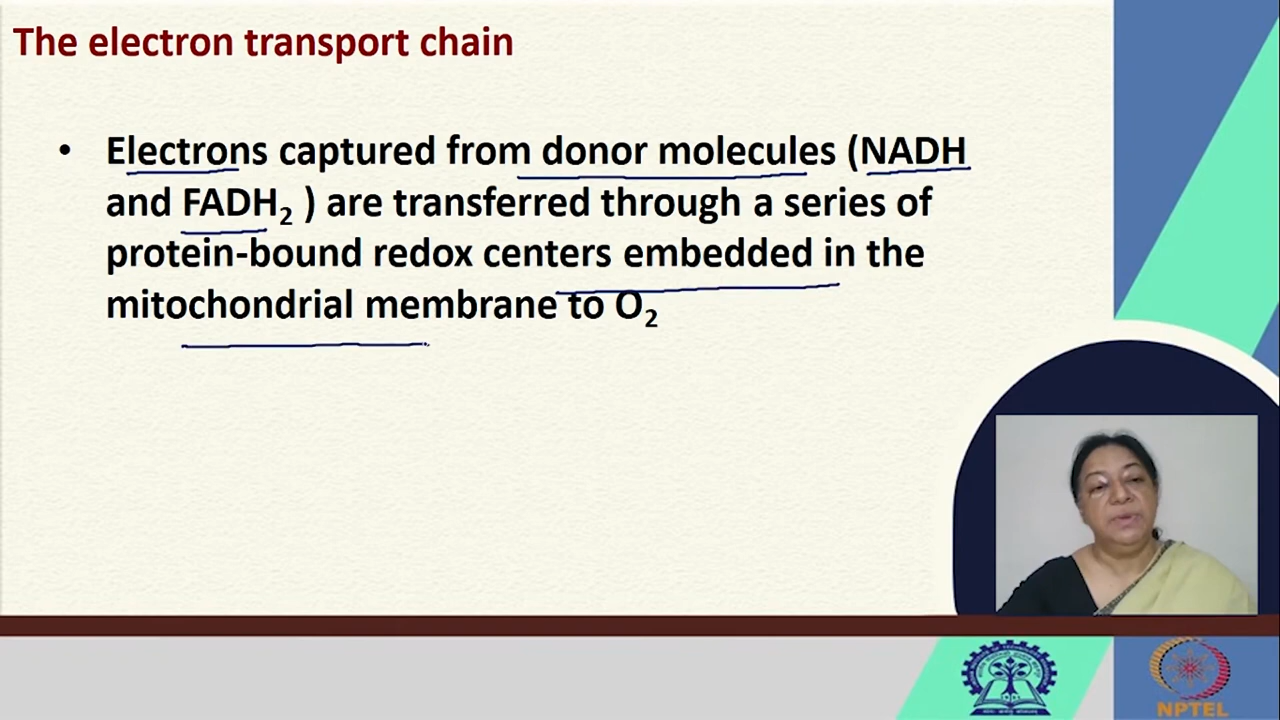 The electron transport chain
• Electrons captured from donor molecules (NADH
and FADH₂ ) are transferred through a series of
protein-bound redox centers embedded in the
mitochondrial membrane to O₂
NPTEL